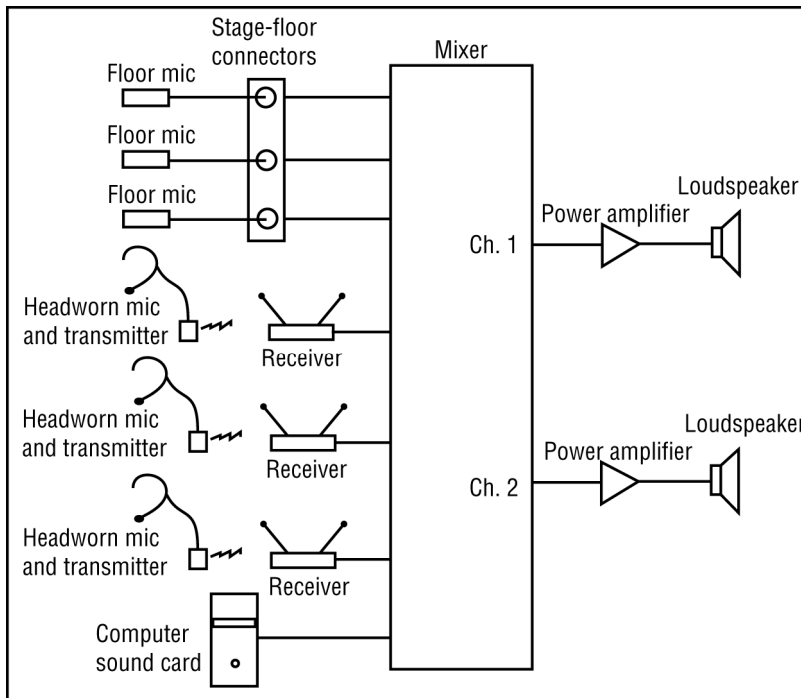 Stage-floor
connectors
Mixer
Floor mic
Floor mic
Floor mic
Headworn mic
and transmitter
Receiver
Headworn mic
and transmitter
Receiver
Headworn mic
and transmitter
Receiver
Computer
sound card
Ch. 1
Power amplifier
Loudspeaker
Ch. 2
Power amplifier
Loudspeaker